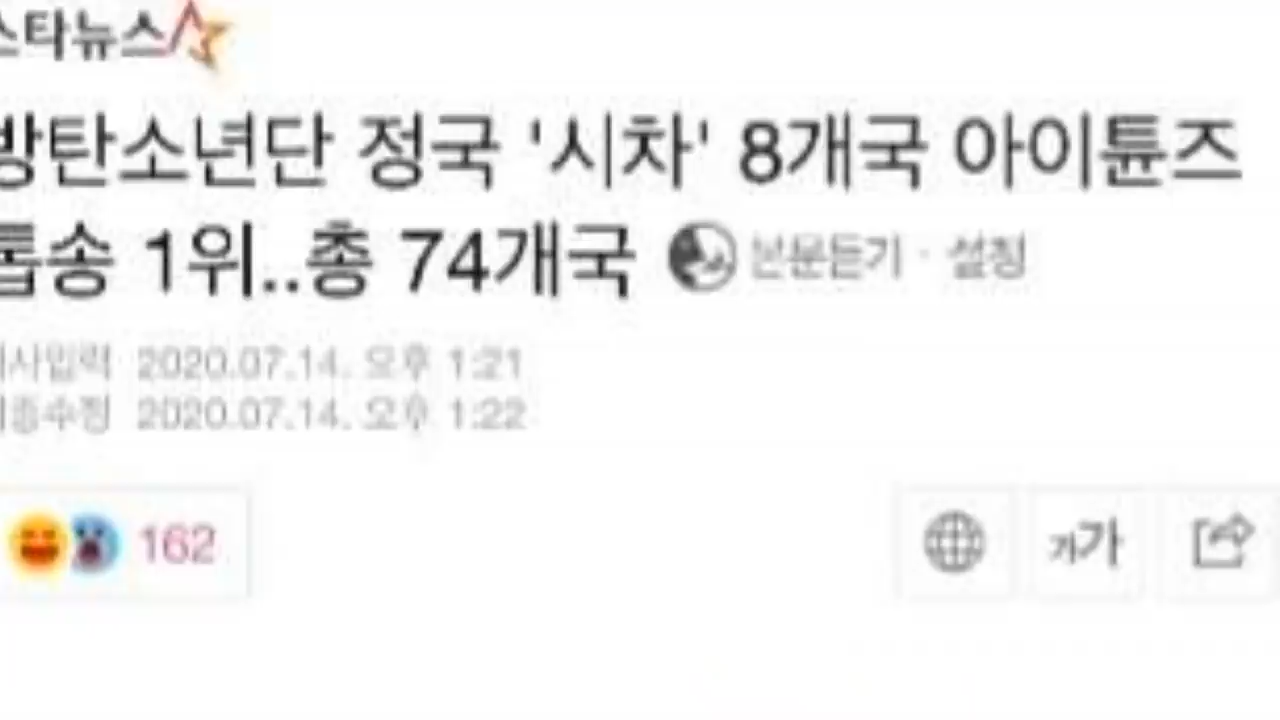 스타뉴스
방탄소년단 정국 '시차' 8개국 아이튠즈
톱송 1위..총 74개국 본문듣기 · 설정
기사입력 2020.07.14. 오후 1:21
최종수정 2020.07.14. 오후 1:22
162
가가